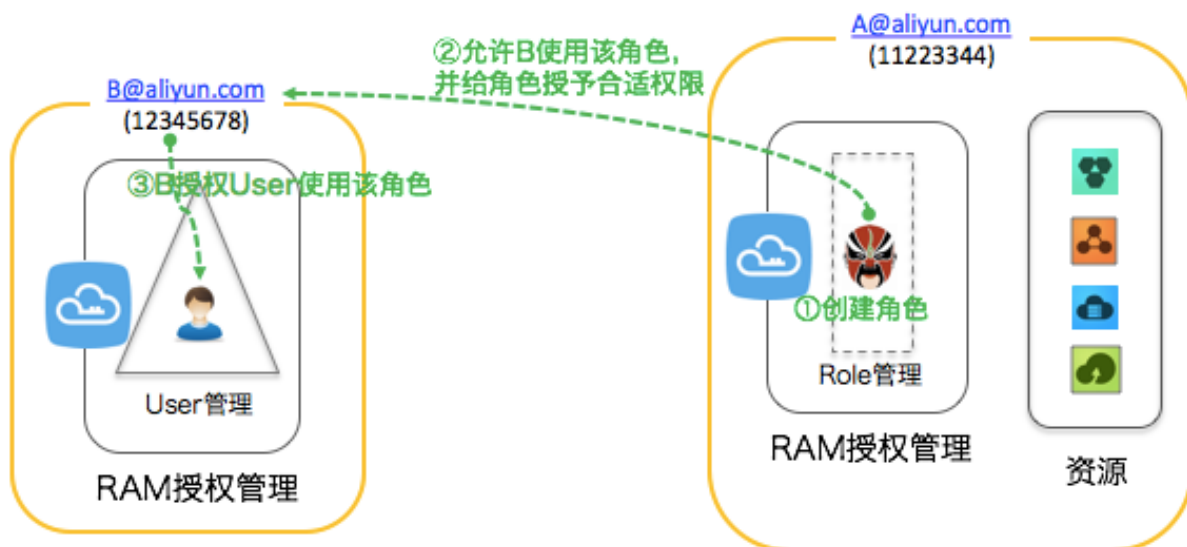 A@aliyun.com
(11223344)
②允许B使用该角色，
并给角色授予合适权限
B@aliyun.com
(12345678)
③B授权User使用该角色
①创建角色
User管理
Role管理
RAM授权管理
RAM授权管理
资源